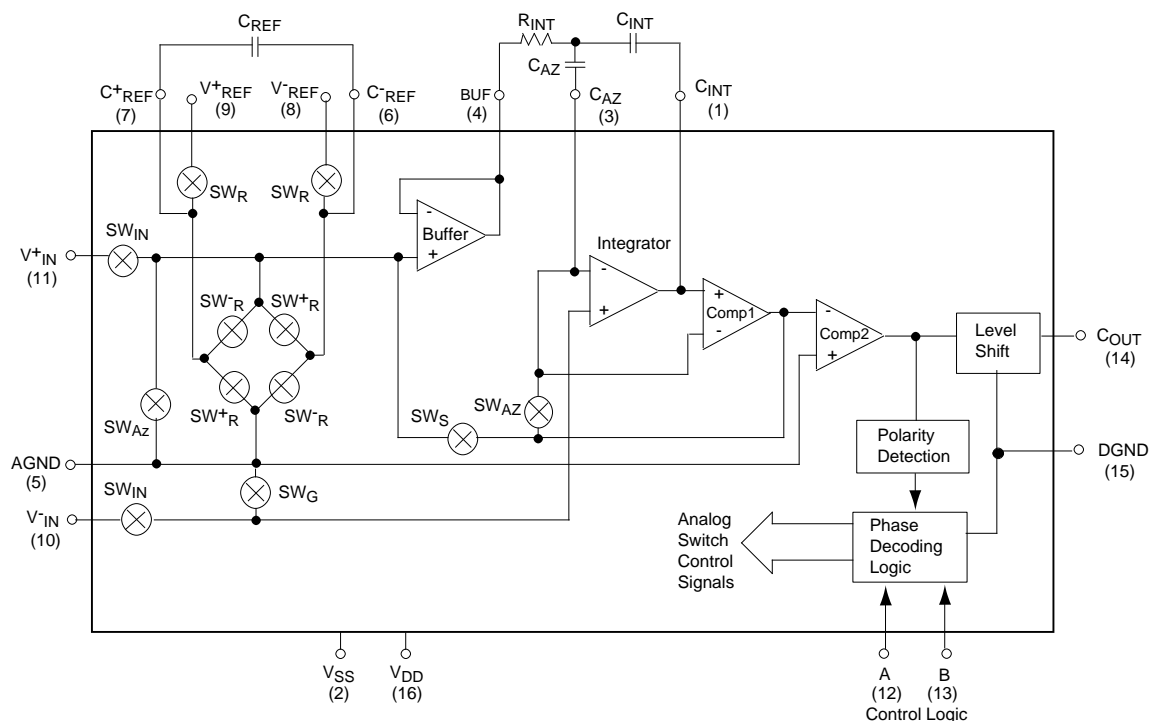 CREF
RINT
CINT
CAZ
C+REF
(7)
V+REF
(9)
V-REF
(8)
C-REF
(6)
BUF
(4)
CAZ
(3)
CINT
(1)
SWR
SWR
-
Buffer
+
SWIN
V+IN
(11)
Integrator
-
+
SW-R
SW+R
+
Comp1
-
-
Comp2
+
Level
Shift
COUT
(14)
SW+R
SW-R
SWAz
SWS
SWAZ
Polarity
Detection
DGND
(15)
AGND
(5)
SWIN
SWG
V-IN
(10)
Analog
Switch
Control
Signals
Phase
Decoding
Logic
VSS
(2)
VDD
(16)
A
(12)
B
(13)
Control Logic